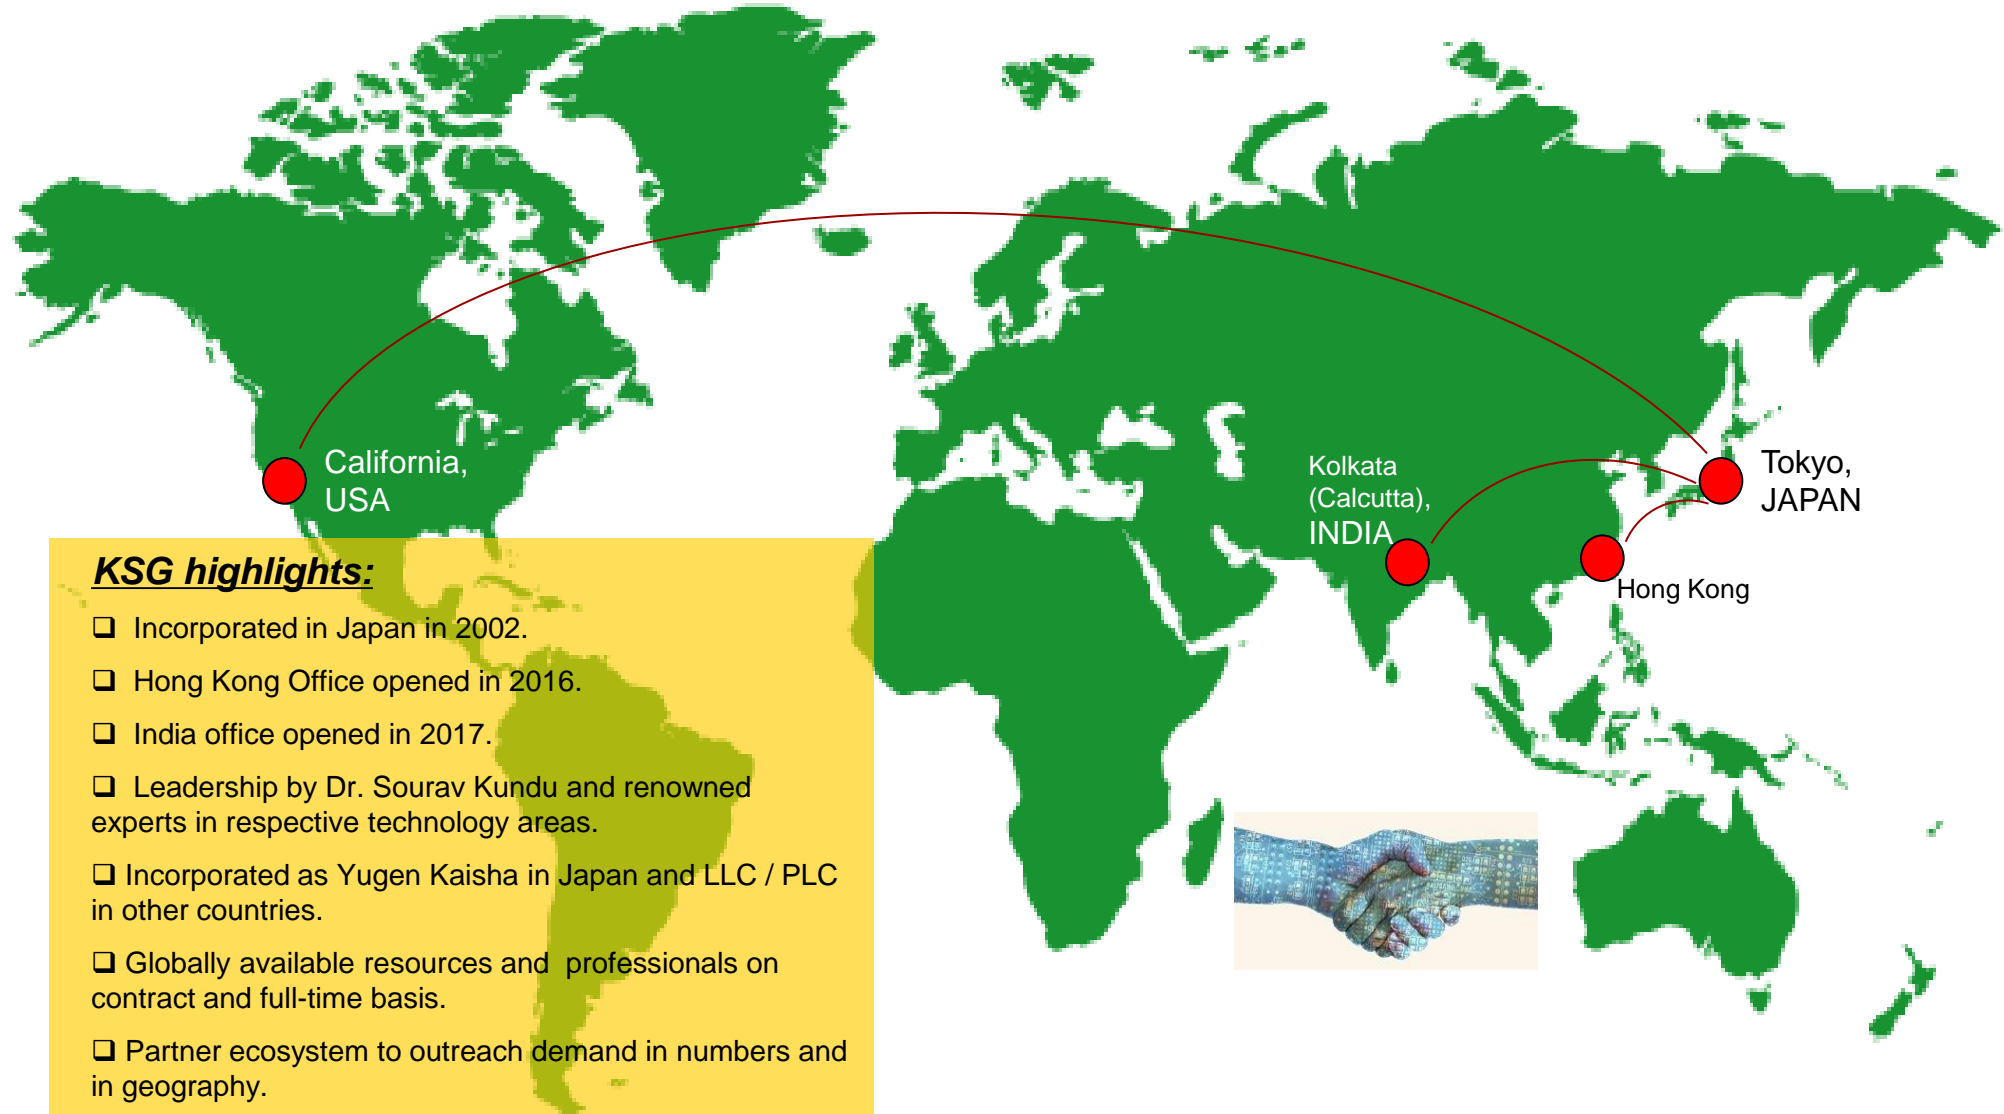 California,
USA
Kolkata
(Calcutta),
INDIA
Tokyo,
JAPAN
Hong Kong
KSG highlights:
❑ Incorporated in Japan in 2002.
❑ Hong Kong Office opened in 2016.
❑ India office opened in 2017.
❑ Leadership by Dr. Sourav Kundu and renowned
experts in respective technology areas.
❑ Incorporated as Yugen Kaisha in Japan and LLC / PLC
in other countries.
❑ Globally available resources and professionals on
contract and full-time basis.
❑ Partner ecosystem to outreach demand in numbers and
in geography.